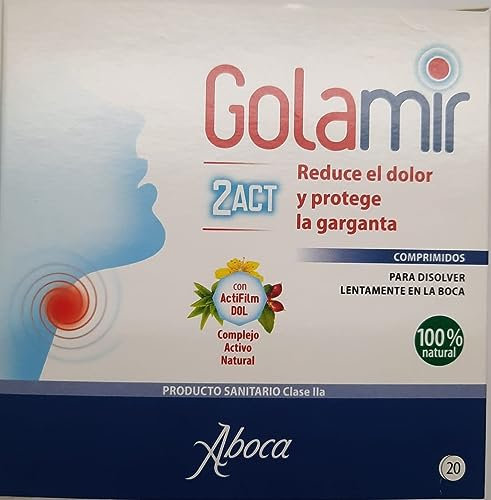 Golamir
2ACT
Reduce el dolor
y protege
la garganta
COMPRIMIDOS
PARA DISOLVER
LENTAMENTE EN LA BOCA
con
ActiFilm
DOL
Complejo
Activo
Natural
100%
natural
PRODUCTO SANITARIO Clase IIa
Aboca
20